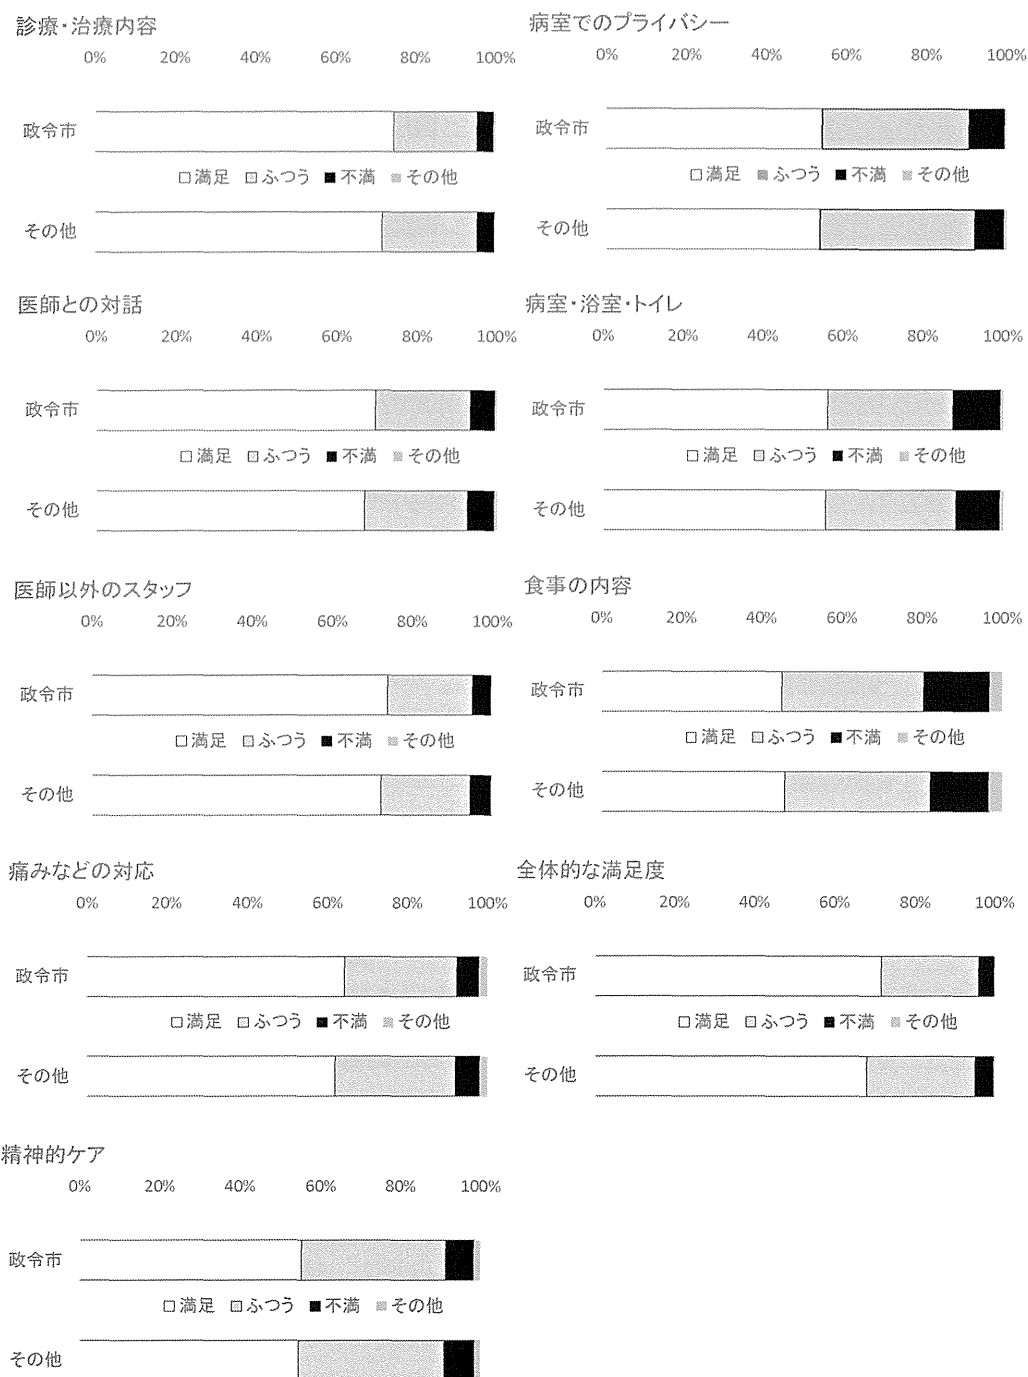 診療・治療内容
0% 20% 40% 60% 80% 100%
政令市
□満足 □ふつう ■不満 ■その他
その他
医師との対話
0% 20% 40% 60% 80% 100%
政令市
□満足 □ふつう ■不満 ■その他
その他
医師以外のスタッフ
0% 20% 40% 60% 80% 100%
政令市
□満足 □ふつう ■不満 ■その他
その他
痛みなどの対応
0% 20% 40% 60% 80% 100%
政令市
□満足 □ふつう ■不満 ■その他
その他
精神的ケア
0% 20% 40% 60% 80% 100%
政令市
□満足 □ふつう ■不満 ■その他
その他
病室でのプライバシー
0% 20% 40% 60% 80% 100%
政令市
□満足 ■ふつう ■不満 ■その他
その他
病室・浴室・トイレ
0% 20% 40% 60% 80% 100%
政令市
□満足 □ふつう ■不満 ■その他
その他
食事の内容
0% 20% 40% 60% 80% 100%
政令市
□満足 □ふつう ■不満 ■その他
その他
全体的な満足度
0% 20% 40% 60% 80% 100%
政令市
□満足 □ふつう ■不満 ■その他
その他